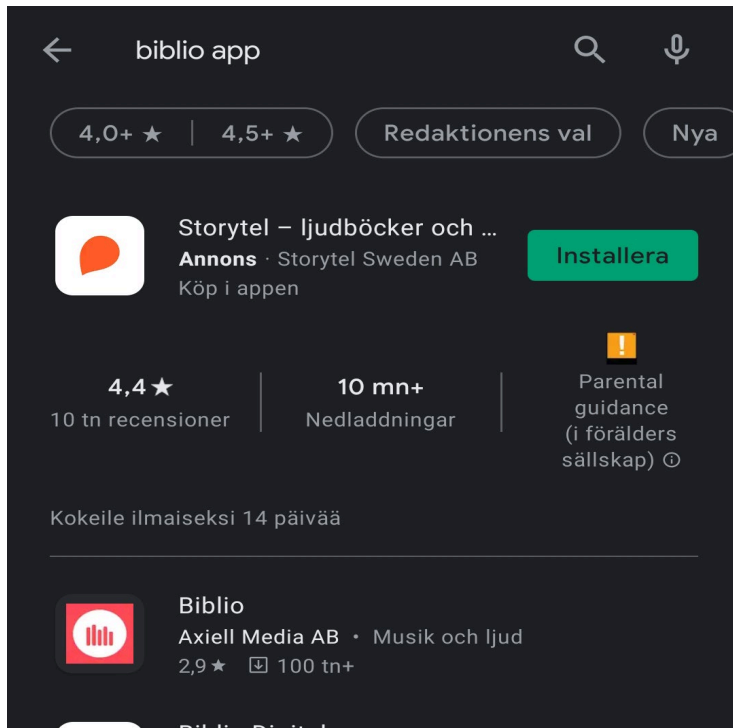 biblio app
4,0+ ★ | 4,5+ ★
Redaktionens val
Nya
Storytel – ljudböcker och ...
Annons · Storytel Sweden AB
Köp i appen
Installera
4,4★
10 tn recensioner
10 mn+
Nedladdningar
!
Parental
guidance
(i förälders
sällskap)
Kokeile ilmaiseksi 14 päivää
Biblio
Axiell Media AB • Musik och ljud
2,9★ 100 tn+